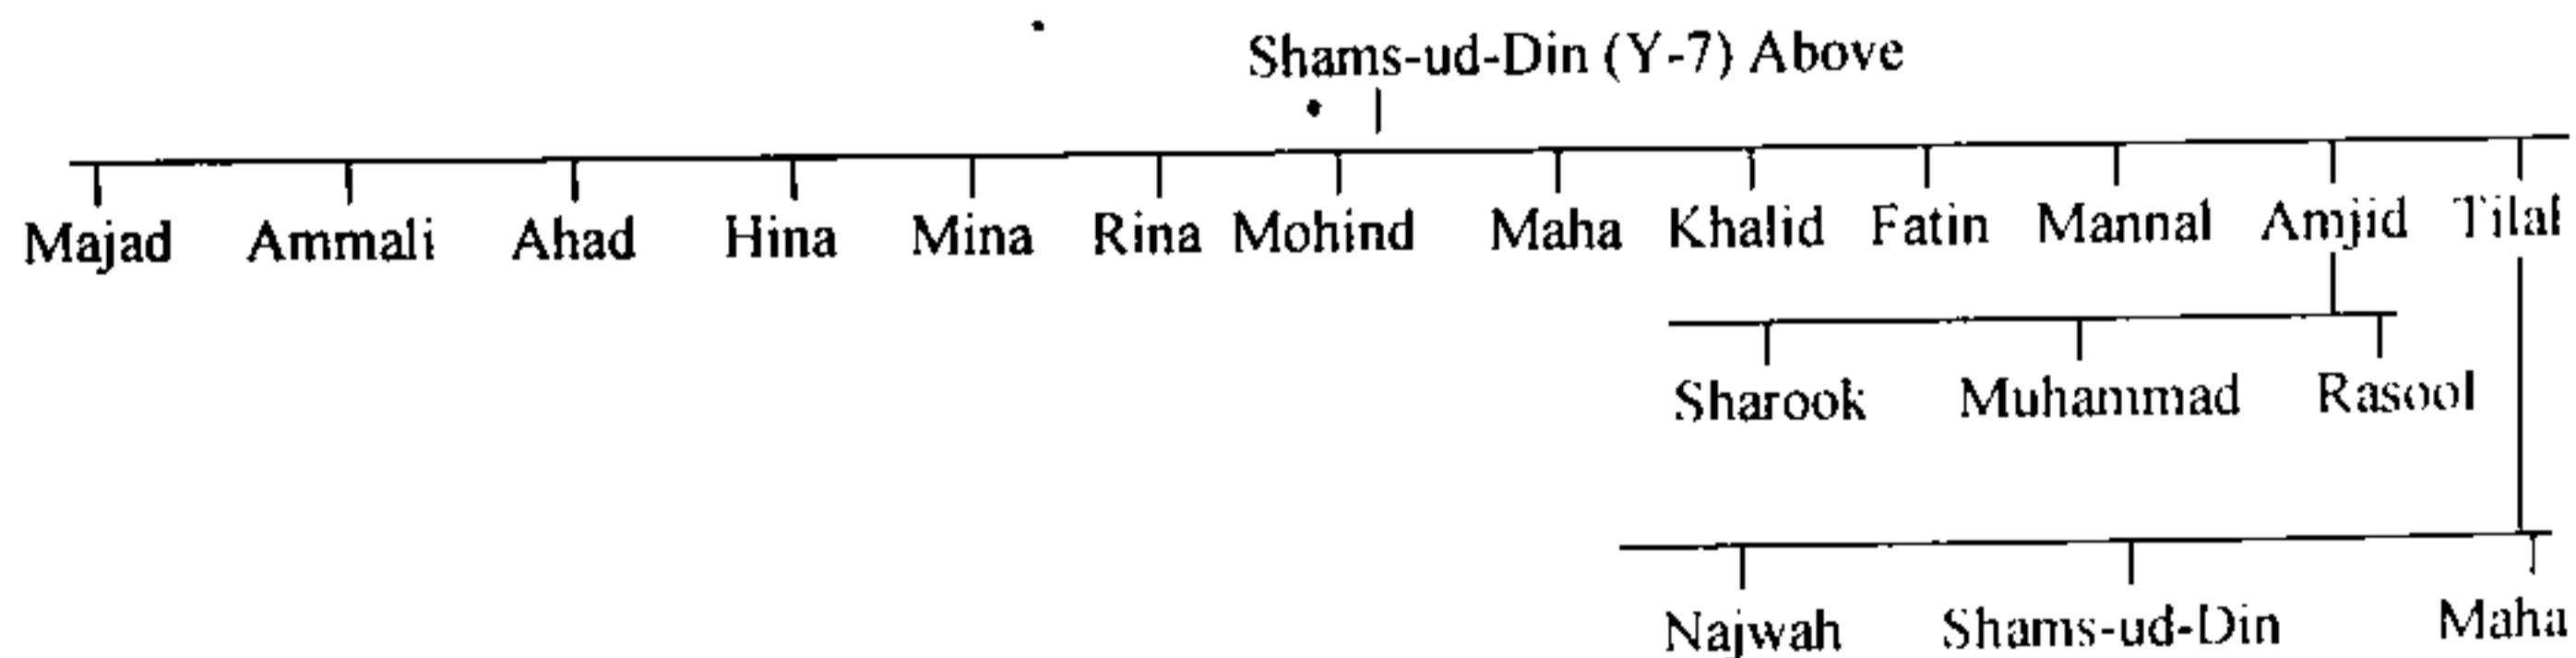 Shams-ud-Din (Y-7) Above
Majad Ammali Ahad Hina Mina Rina Mohind Maha Khalid Fatin Mannal Amjid Tilal
Sharook Muhammad Rasool
Najwah Shams-ud-Din Maha